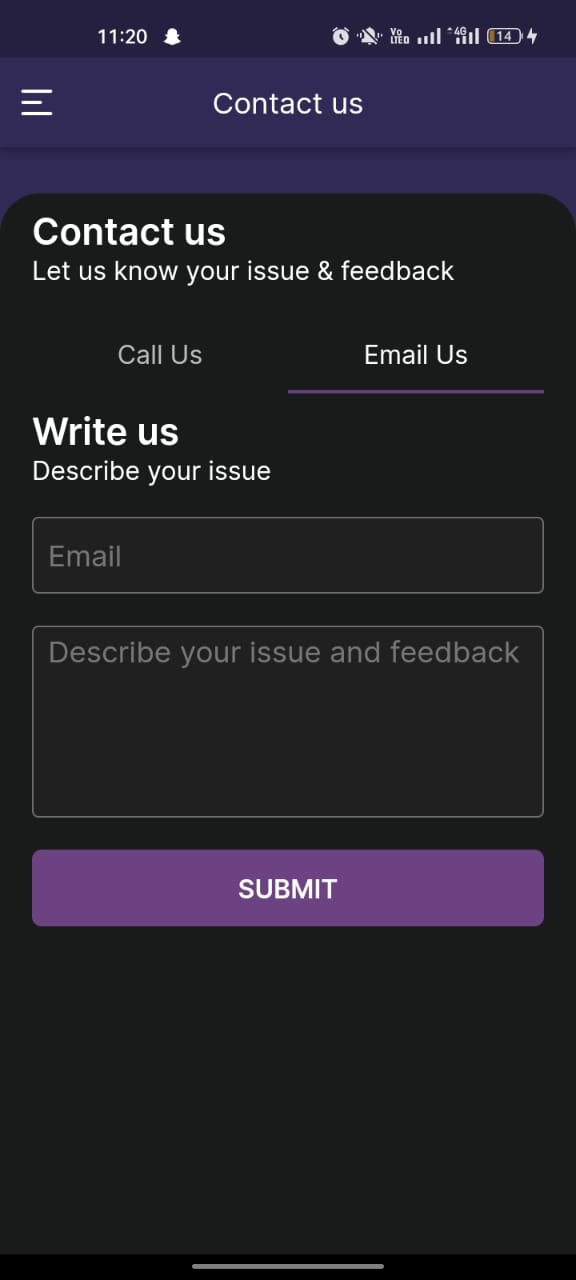 11:20 Vo LTED 4G 14
Contact us
Contact us
Let us know your issue & feedback
Call Us Email Us
Write us
Describe your issue
Email
Describe your issue and feedback
SUBMIT